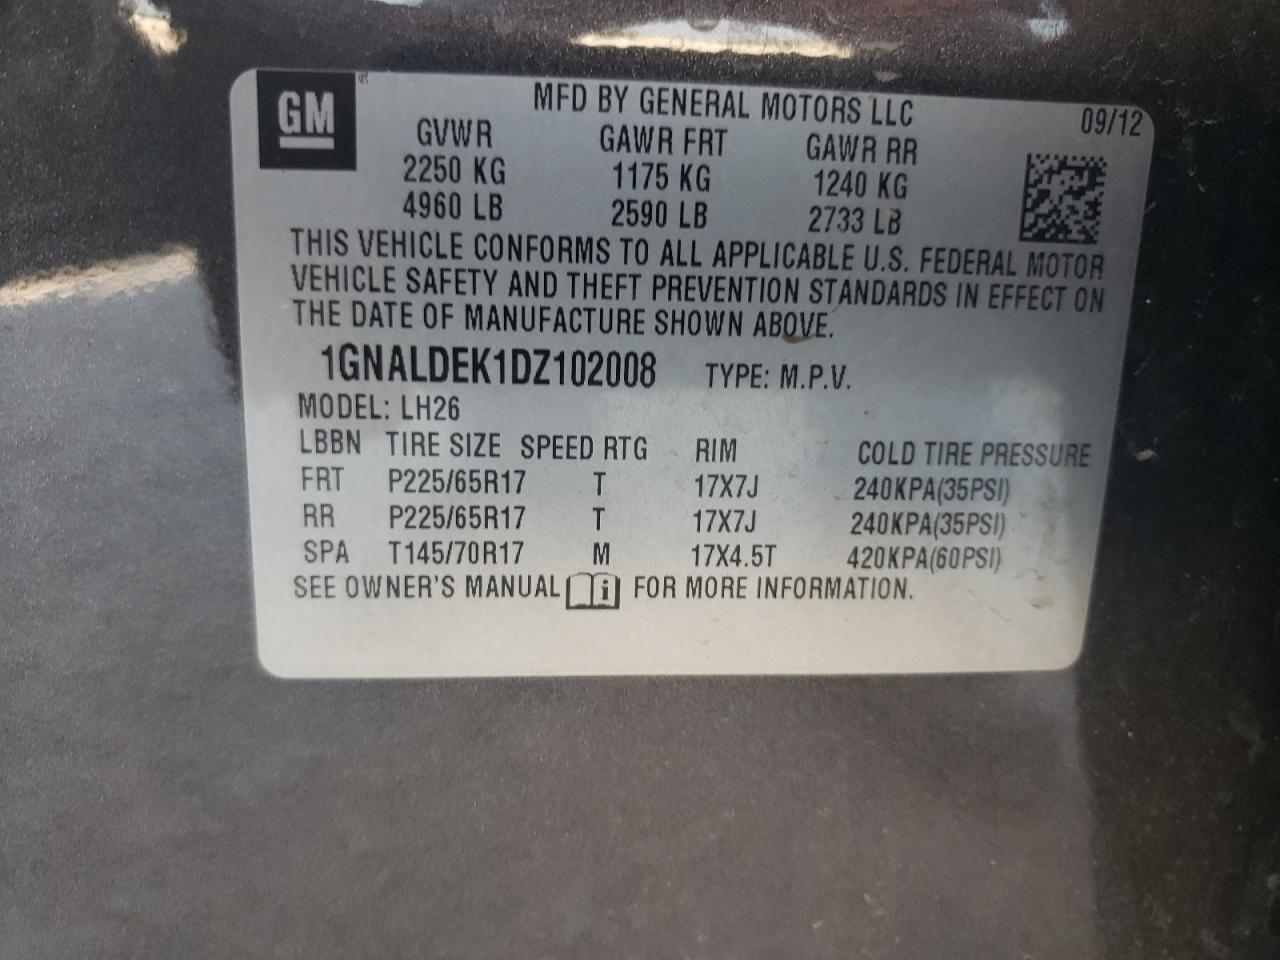 GM ®
MFD BY GENERAL MOTORS LLC 09/12
GVWR GAWR FRT GAWR RR
2250 KG 1175 KG 1240 KG
4960 LB 2590 LB 2733 LB
THIS VEHICLE CONFORMS TO ALL APPLICABLE U.S. FEDERAL MOTOR
VEHICLE SAFETY AND THEFT PREVENTION STANDARDS IN EFFECT ON
THE DATE OF MANUFACTURE SHOWN ABOVE.
1GNALDEK1DZ102008 TYPE: M.P.V.
MODEL: LH26
LBBN TIRE SIZE SPEED RTG RIM COLD TIRE PRESSURE
FRT P225/65R17 T 17X7J 240KPA(35PSI)
RR P225/65R17 T 17X7J 240KPA(35PSI)
SPA T145/70R17 M 17X4.5T 420KPA(60PSI)
SEE OWNER'S MANUAL i FOR MORE INFORMATION.